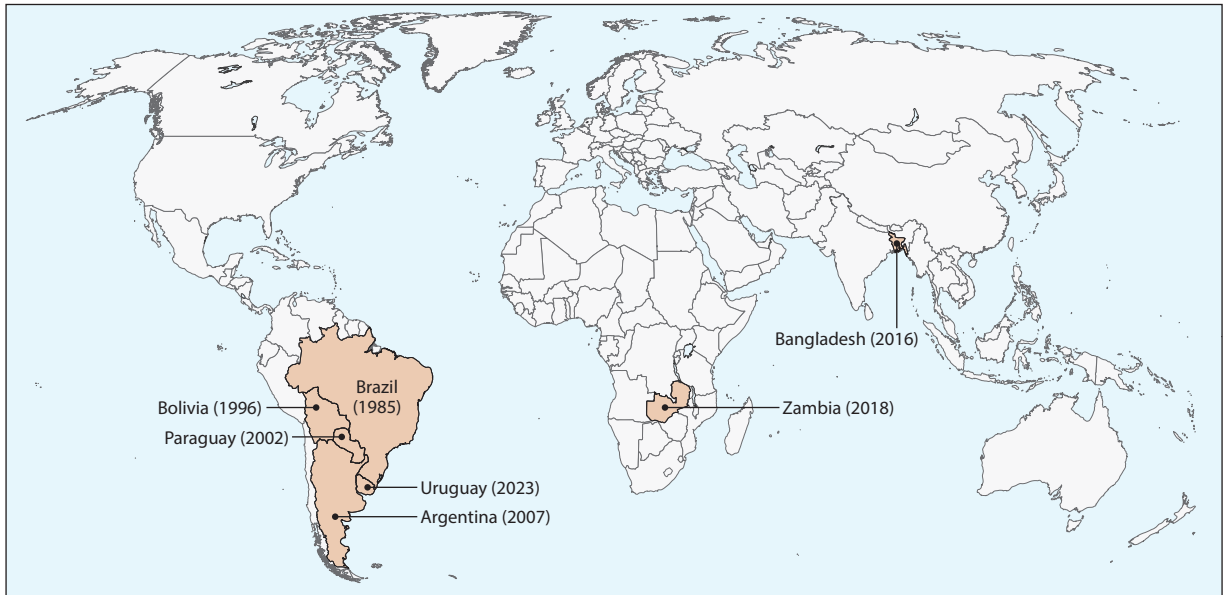 Bangladesh (2016)
Brazil
(1985)
Bolivia (1996)
Zambia (2018)
Paraguay (2002)
Uruguay (2023)
Argentina (2007)